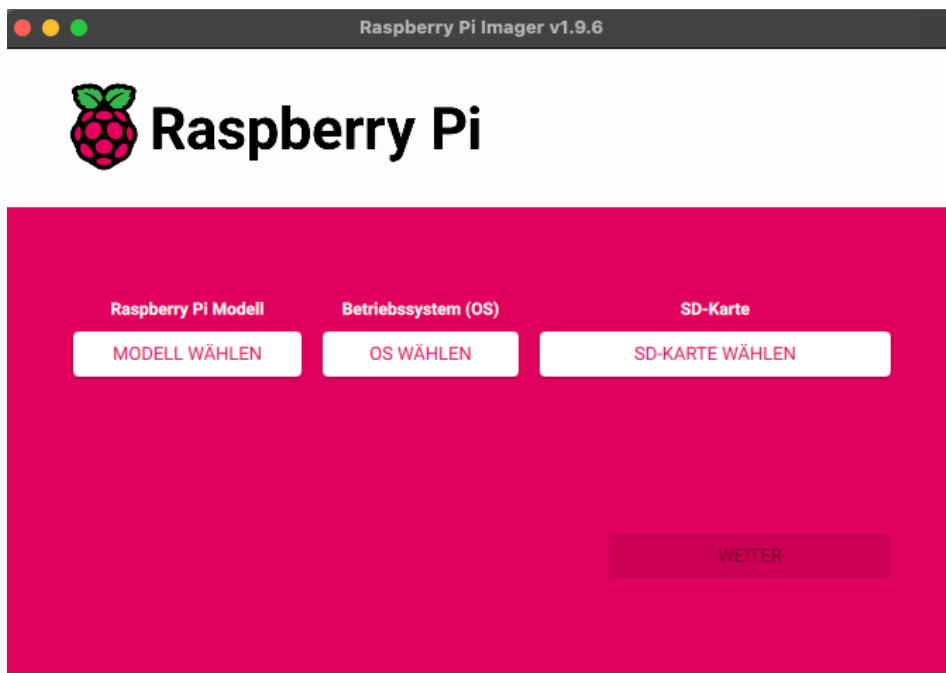 Raspberry Pi Imager v1.9.6
Raspberry Pi
Raspberry Pi Modell
Betriebssystem (OS)
SD-Karte
MODELL WÄHLEN
OS WÄHLEN
SD-KARTE WÄHLEN
WEITER